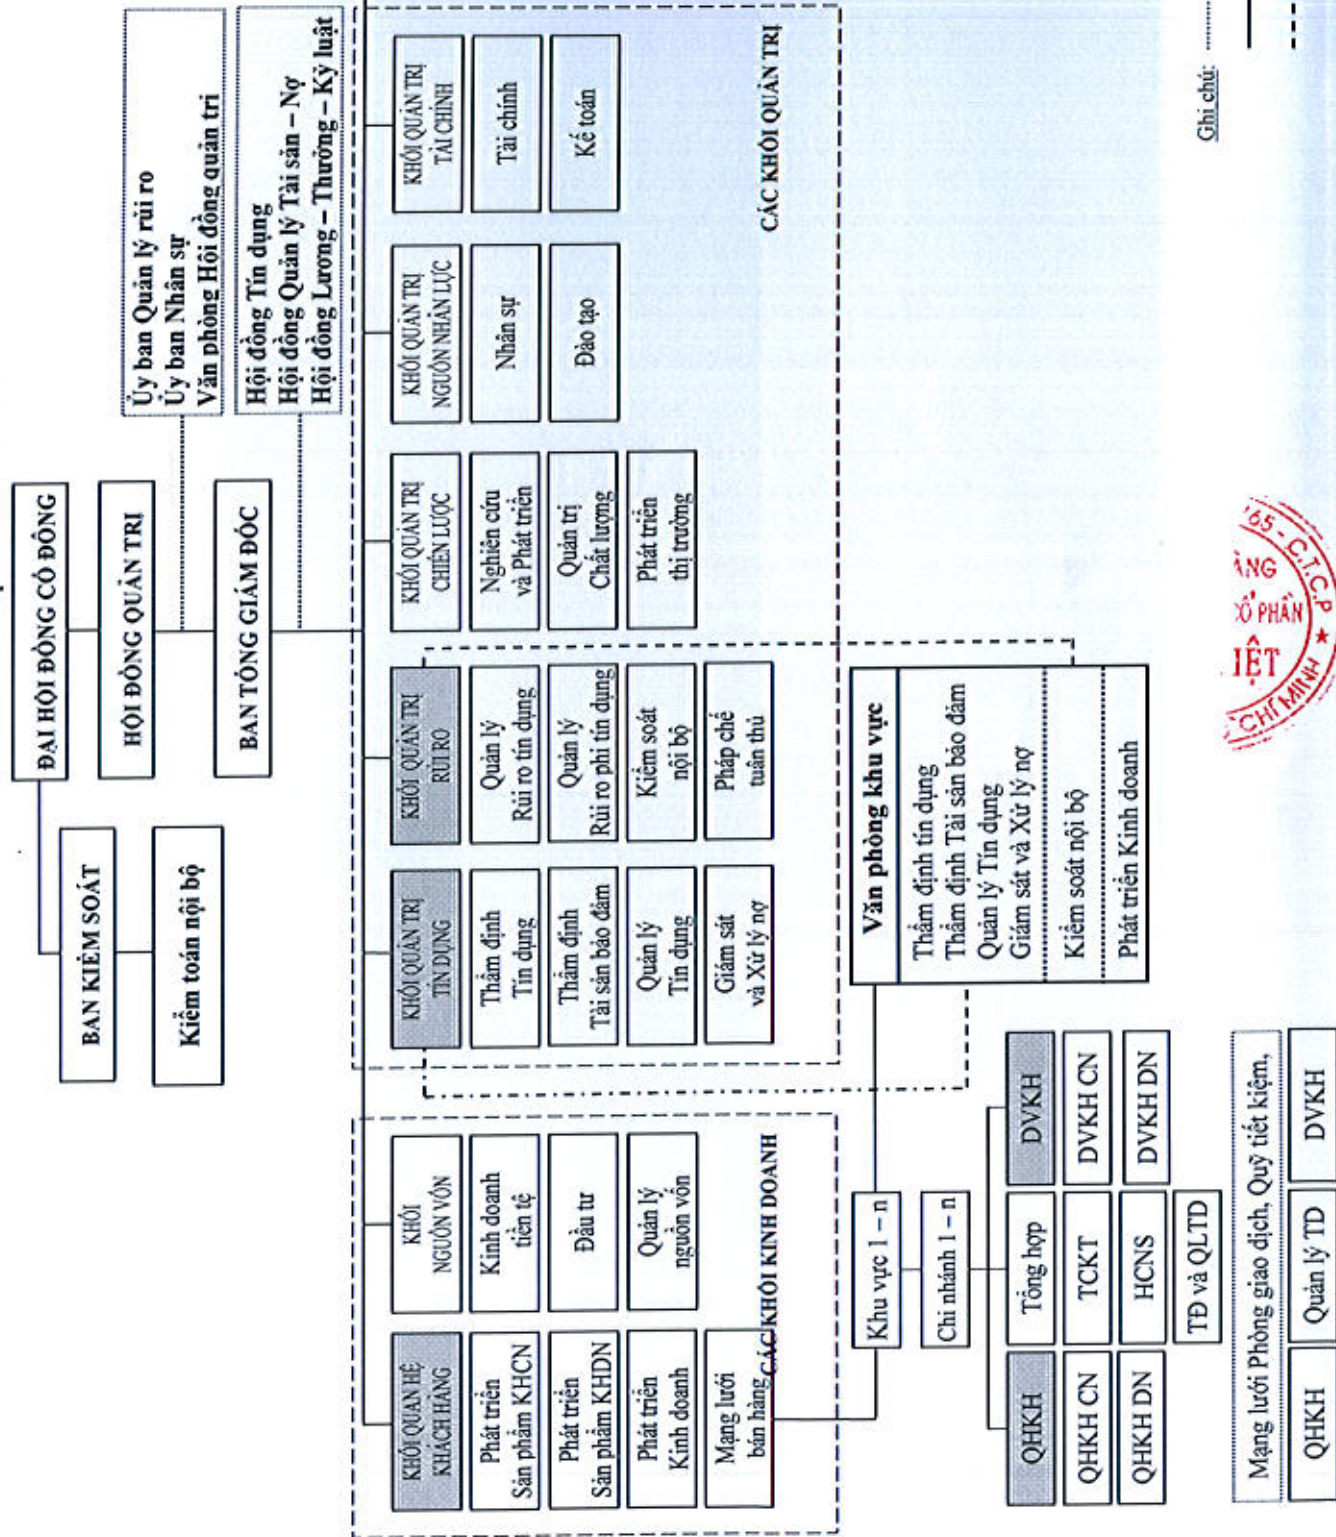 ĐẠI HỘI ĐỒNG CỔ ĐÔNG
BAN KIỂM SOÁT
Kiểm toán nội bộ
HỘI ĐỒNG QUẢN TRỊ
BAN TỔNG GIÁM ĐỐC
Ủy ban Quản lý rủi ro
Ủy ban Nhân sự
Văn phòng Hội đồng quản trị
Hội đồng Tín dụng
Hội đồng Quản lý Tài sản – Nợ
Hội đồng Lương – Thưởng – Kỷ luật
KHỐI QUAN HỆ
KHÁCH HÀNG
Phát triển
Sản phẩm KHCN
Phát triển
Sản phẩm KHDN
Phát triển
Kinh doanh
Mạng lưới
bán hàng
KHỐI
NGUỒN VỐN
Kinh doanh
tiền tệ
Đầu tư
Quản lý
nguồn vốn
CÁC KHỐI KINH DOANH
KHỐI QUẢN TRỊ
TÍN DỤNG
Thẩm định
Tín dụng
Thẩm định
Tài sản bảo đảm
Quản lý
Tín dụng
Giám sát
và Xử lý nợ
KHỐI QUẢN TRỊ
RỦI RO
Quản lý
Rủi ro tín dụng
Quản lý
Rủi ro phi tín dụng
Kiểm soát
nội bộ
Pháp chế
tuân thủ
KHỐI QUẢN TRỊ
CHIẾN LƯỢC
Nghiên cứu
và Phát triển
Quản trị
Chất lượng
Phát triển
thị trường
KHỐI QUẢN TRỊ
NGUỒN NHÂN LỰC
Nhân sự
Đào tạo
KHỐI QUẢN TRỊ
TÀI CHÍNH
Tài chính
Kế toán
CÁC KHỐI QUẢN TRỊ
Khu vực 1 – n
Chi nhánh 1 – n
Văn phòng khu vực
Thẩm định tín dụng
Thẩm định Tài sản bảo đảm
Quản lý Tín dụng
Giám sát và Xử lý nợ
Kiểm soát nội bộ
Phát triển Kinh doanh
QHKH
QHKH CN
QHKH DN
Tổng hợp
TCKT
HCNS
TĐ và QLTD
DVKH
DVKH CN
DVKH DN
Mạng lưới Phòng giao dịch, Quỹ tiết kiệm,
QHKH
Quản lý TD
DVKH
Ghi chú:
65 - C.T.C.P
ÀNG
CỔ PHẦN
IỆT
CHÍ MINH